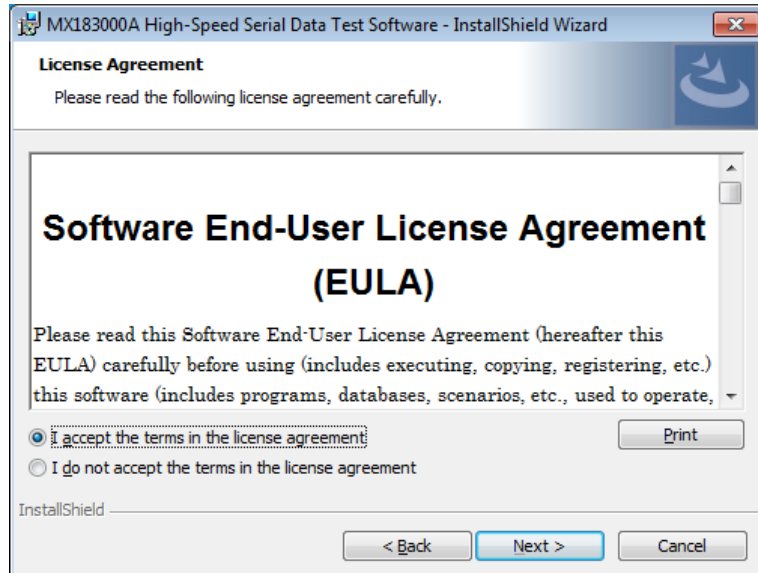 MX183000A High-Speed Serial Data Test Software - InstallShield Wizard
License Agreement
Please read the following license agreement carefully.
Software End-User License Agreement
(EULA)
Please read this Software End-User License Agreement (hereafter this
EULA) carefully before using (includes executing, copying, registering, etc.)
this software (includes programs, databases, scenarios, etc., used to operate,
I accept the terms in the license agreement
Print
I do not accept the terms in the license agreement
InstallShield
< Back
Next >
Cancel